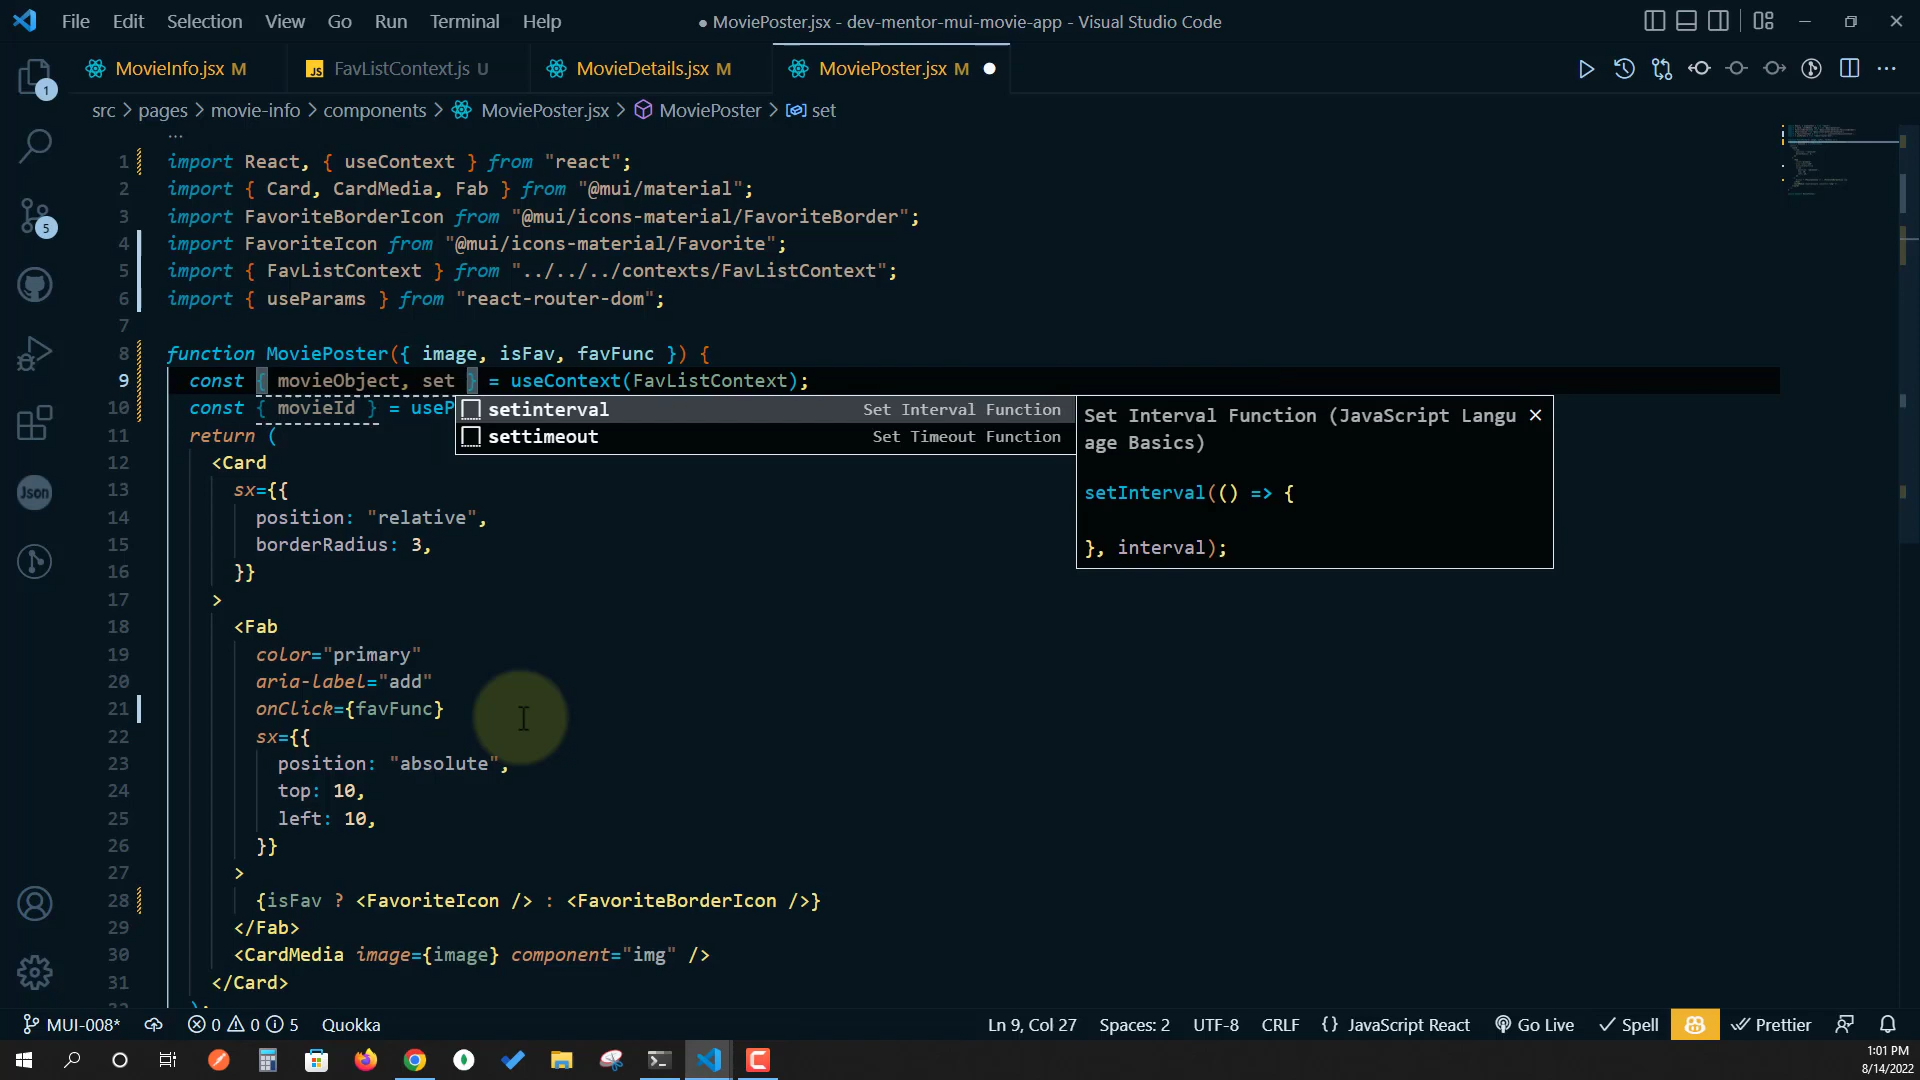 File Edit Selection View Go Run Terminal Help
● MoviePoster.jsx - dev-mentor-mui-movie-app - Visual Studio Code
MovieInfo.jsx M
JS FavListContext.js U
MovieDetails.jsx M
MoviePoster.jsx M ●
1
src > pages > movie-info > components > MoviePoster.jsx > MoviePoster > set
...
1 import React, { useContext } from "react";
2 import { Card, CardMedia, Fab } from "@mui/material";
3 import FavoriteBorderIcon from "@mui/icons-material/FavoriteBorder";
5
4 import FavoriteIcon from "@mui/icons-material/Favorite";
5 import { FavListContext } from "../../../contexts/FavListContext";
6 import { useParams } from "react-router-dom";
7
8 function MoviePoster({ image, isFav, favFunc }) {
9 const { movieObject, set } = useContext(FavListContext);
10 const { movieId } = useP
setinterval Set Interval Function
settimeout Set Timeout Function
Set Interval Function (JavaScript Langu
age Basics)
setInterval(() => {
}, interval);
11 return (
12 <Card
13 sx={{
Json
14 position: "relative",
15 borderRadius: 3,
16 }}
17 >
18 <Fab
19 color="primary"
20 aria-label="add"
21 onClick={favFunc}
22 sx={{
23 position: "absolute",
24 top: 10,
25 left: 10,
26 }}
27 >
28 {isFav ? <FavoriteIcon /> : <FavoriteBorderIcon />}
29 </Fab>
30 <CardMedia image={image} component="img" />
31 </Card>
MUI-008* 0 0 5 Quokka
Ln 9, Col 27 Spaces: 2 UTF-8 CRLF {} JavaScript React Go Live Spell Prettier
1:01 PM
8/14/2022